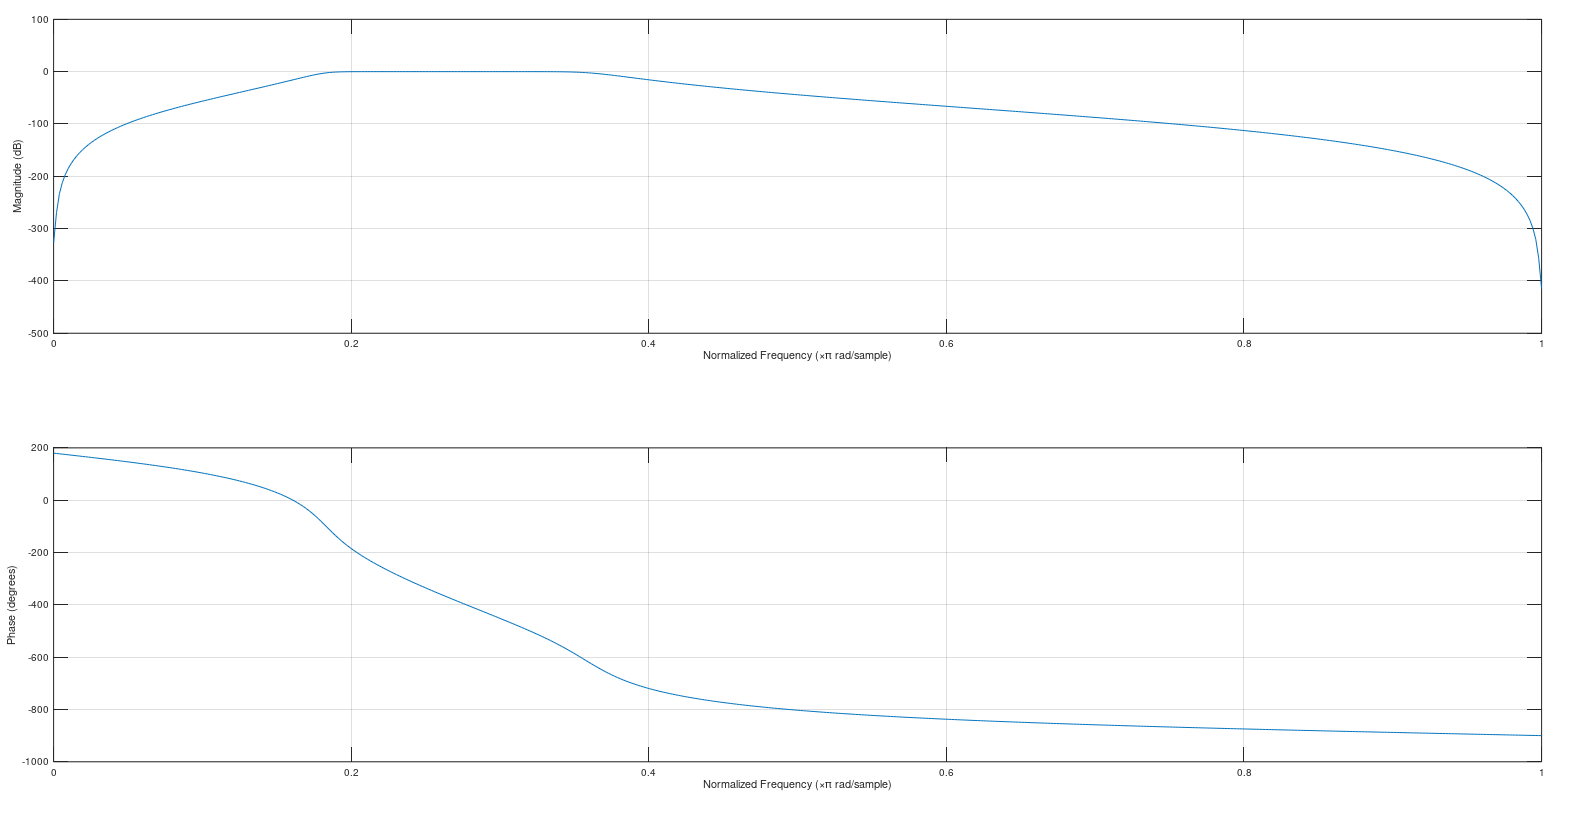 100
0
-100
-200
-300
-400
-500
Magnitude (dB)
0 0.2 0.4 0.6 0.8 1
Normalized Frequency (×π rad/sample)
200
0
-200
-400
-600
-800
-1000
Phase (degrees)
0 0.2 0.4 0.6 0.8 1
Normalized Frequency (×π rad/sample)